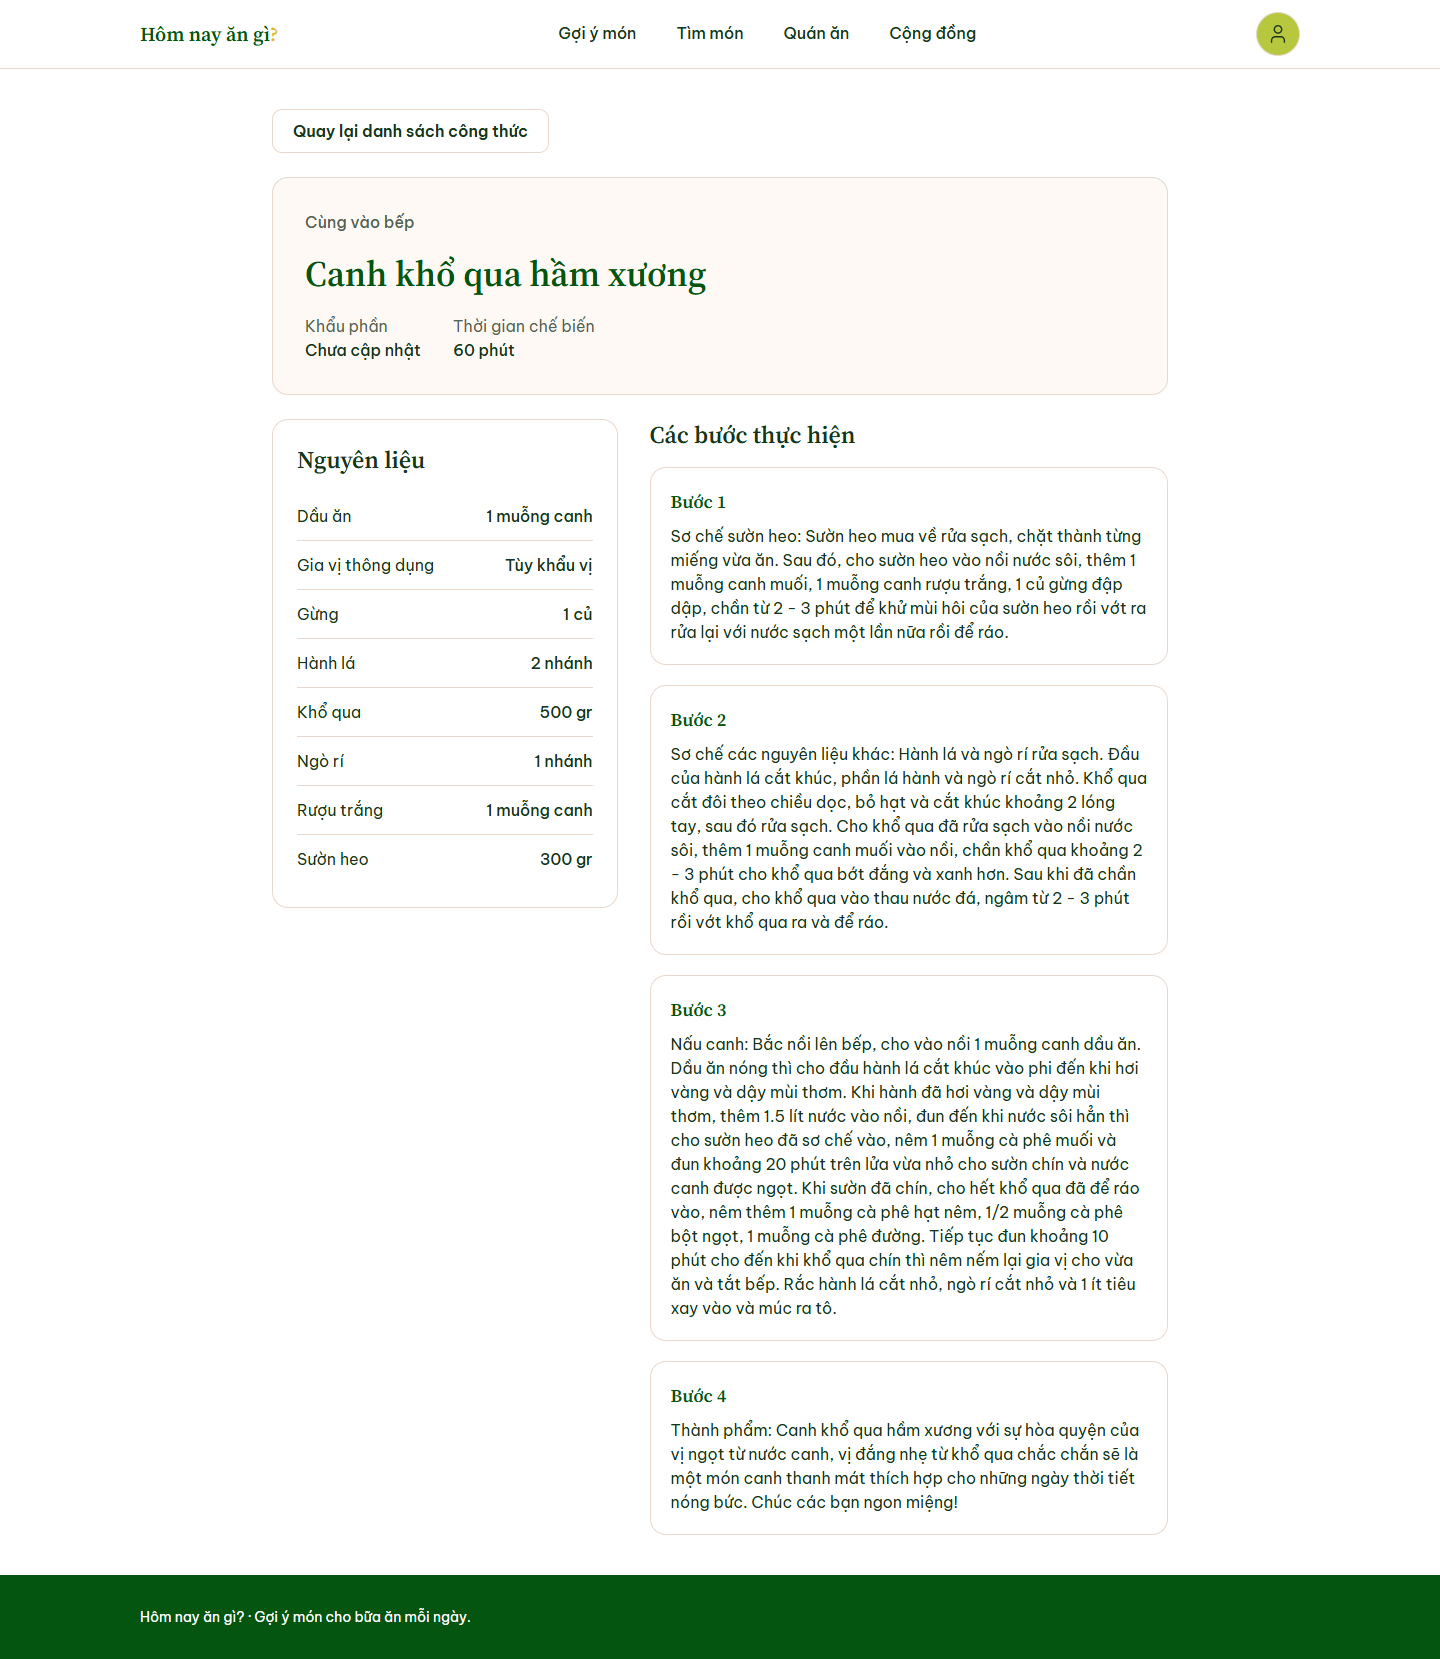 Hôm nay ăn gì?
Gợi ý món
Tìm món
Quán ăn
Cộng đồng
Quay lại danh sách công thức
Cùng vào bếp
Canh khổ qua hầm xương
Khẩu phần
Chưa cập nhật
Thời gian chế biến
60 phút
Nguyên liệu
Dầu ăn 1 muỗng canh
Gia vị thông dụng Tùy khẩu vị
Gừng 1 củ
Hành lá 2 nhánh
Khổ qua 500 gr
Ngò rí 1 nhánh
Rượu trắng 1 muỗng canh
Sườn heo 300 gr
Các bước thực hiện
Bước 1
Sơ chế sườn heo: Sườn heo mua về rửa sạch, chặt thành từng
miếng vừa ăn. Sau đó, cho sườn heo vào nồi nước sôi, thêm 1
muỗng canh muối, 1 muỗng canh rượu trắng, 1 củ gừng đập
dập, chần từ 2 - 3 phút để khử mùi hôi của sườn heo rồi vớt ra
rửa lại với nước sạch một lần nữa rồi để ráo.
Bước 2
Sơ chế các nguyên liệu khác: Hành lá và ngò rí rửa sạch. Đầu
của hành lá cắt khúc, phần lá hành và ngò rí cắt nhỏ. Khổ qua
cắt đôi theo chiều dọc, bỏ hạt và cắt khúc khoảng 2 lóng
tay, sau đó rửa sạch. Cho khổ qua đã rửa sạch vào nồi nước
sôi, thêm 1 muỗng canh muối vào nồi, chần khổ qua khoảng 2
- 3 phút cho khổ qua bớt đắng và xanh hơn. Sau khi đã chần
khổ qua, cho khổ qua vào thau nước đá, ngâm từ 2 - 3 phút
rồi vớt khổ qua ra và để ráo.
Bước 3
Nấu canh: Bắc nồi lên bếp, cho vào nồi 1 muỗng canh dầu ăn.
Dầu ăn nóng thì cho đầu hành lá cắt khúc vào phi đến khi hơi
vàng và dậy mùi thơm. Khi hành đã hơi vàng và dậy mùi
thơm, thêm 1.5 lít nước vào nồi, đun đến khi nước sôi hẳn thì
cho sườn heo đã sơ chế vào, nêm 1 muỗng cà phê muối và
đun khoảng 20 phút trên lửa vừa nhỏ cho sườn chín và nước
canh được ngọt. Khi sườn đã chín, cho hết khổ qua đã để ráo
vào, nêm thêm 1 muỗng cà phê hạt nêm, 1/2 muỗng cà phê
bột ngọt, 1 muỗng cà phê đường. Tiếp tục đun khoảng 10
phút cho đến khi khổ qua chín thì nêm nếm lại gia vị cho vừa
ăn và tắt bếp. Rắc hành lá cắt nhỏ, ngò rí cắt nhỏ và 1 ít tiêu
xay vào và múc ra tô.
Bước 4
Thành phẩm: Canh khổ qua hầm xương với sự hòa quyện của
vị ngọt từ nước canh, vị đắng nhẹ từ khổ qua chắc chắn sẽ là
một món canh thanh mát thích hợp cho những ngày thời tiết
nóng bức. Chúc các bạn ngon miệng!
Hôm nay ăn gì? · Gợi ý món cho bữa ăn mỗi ngày.